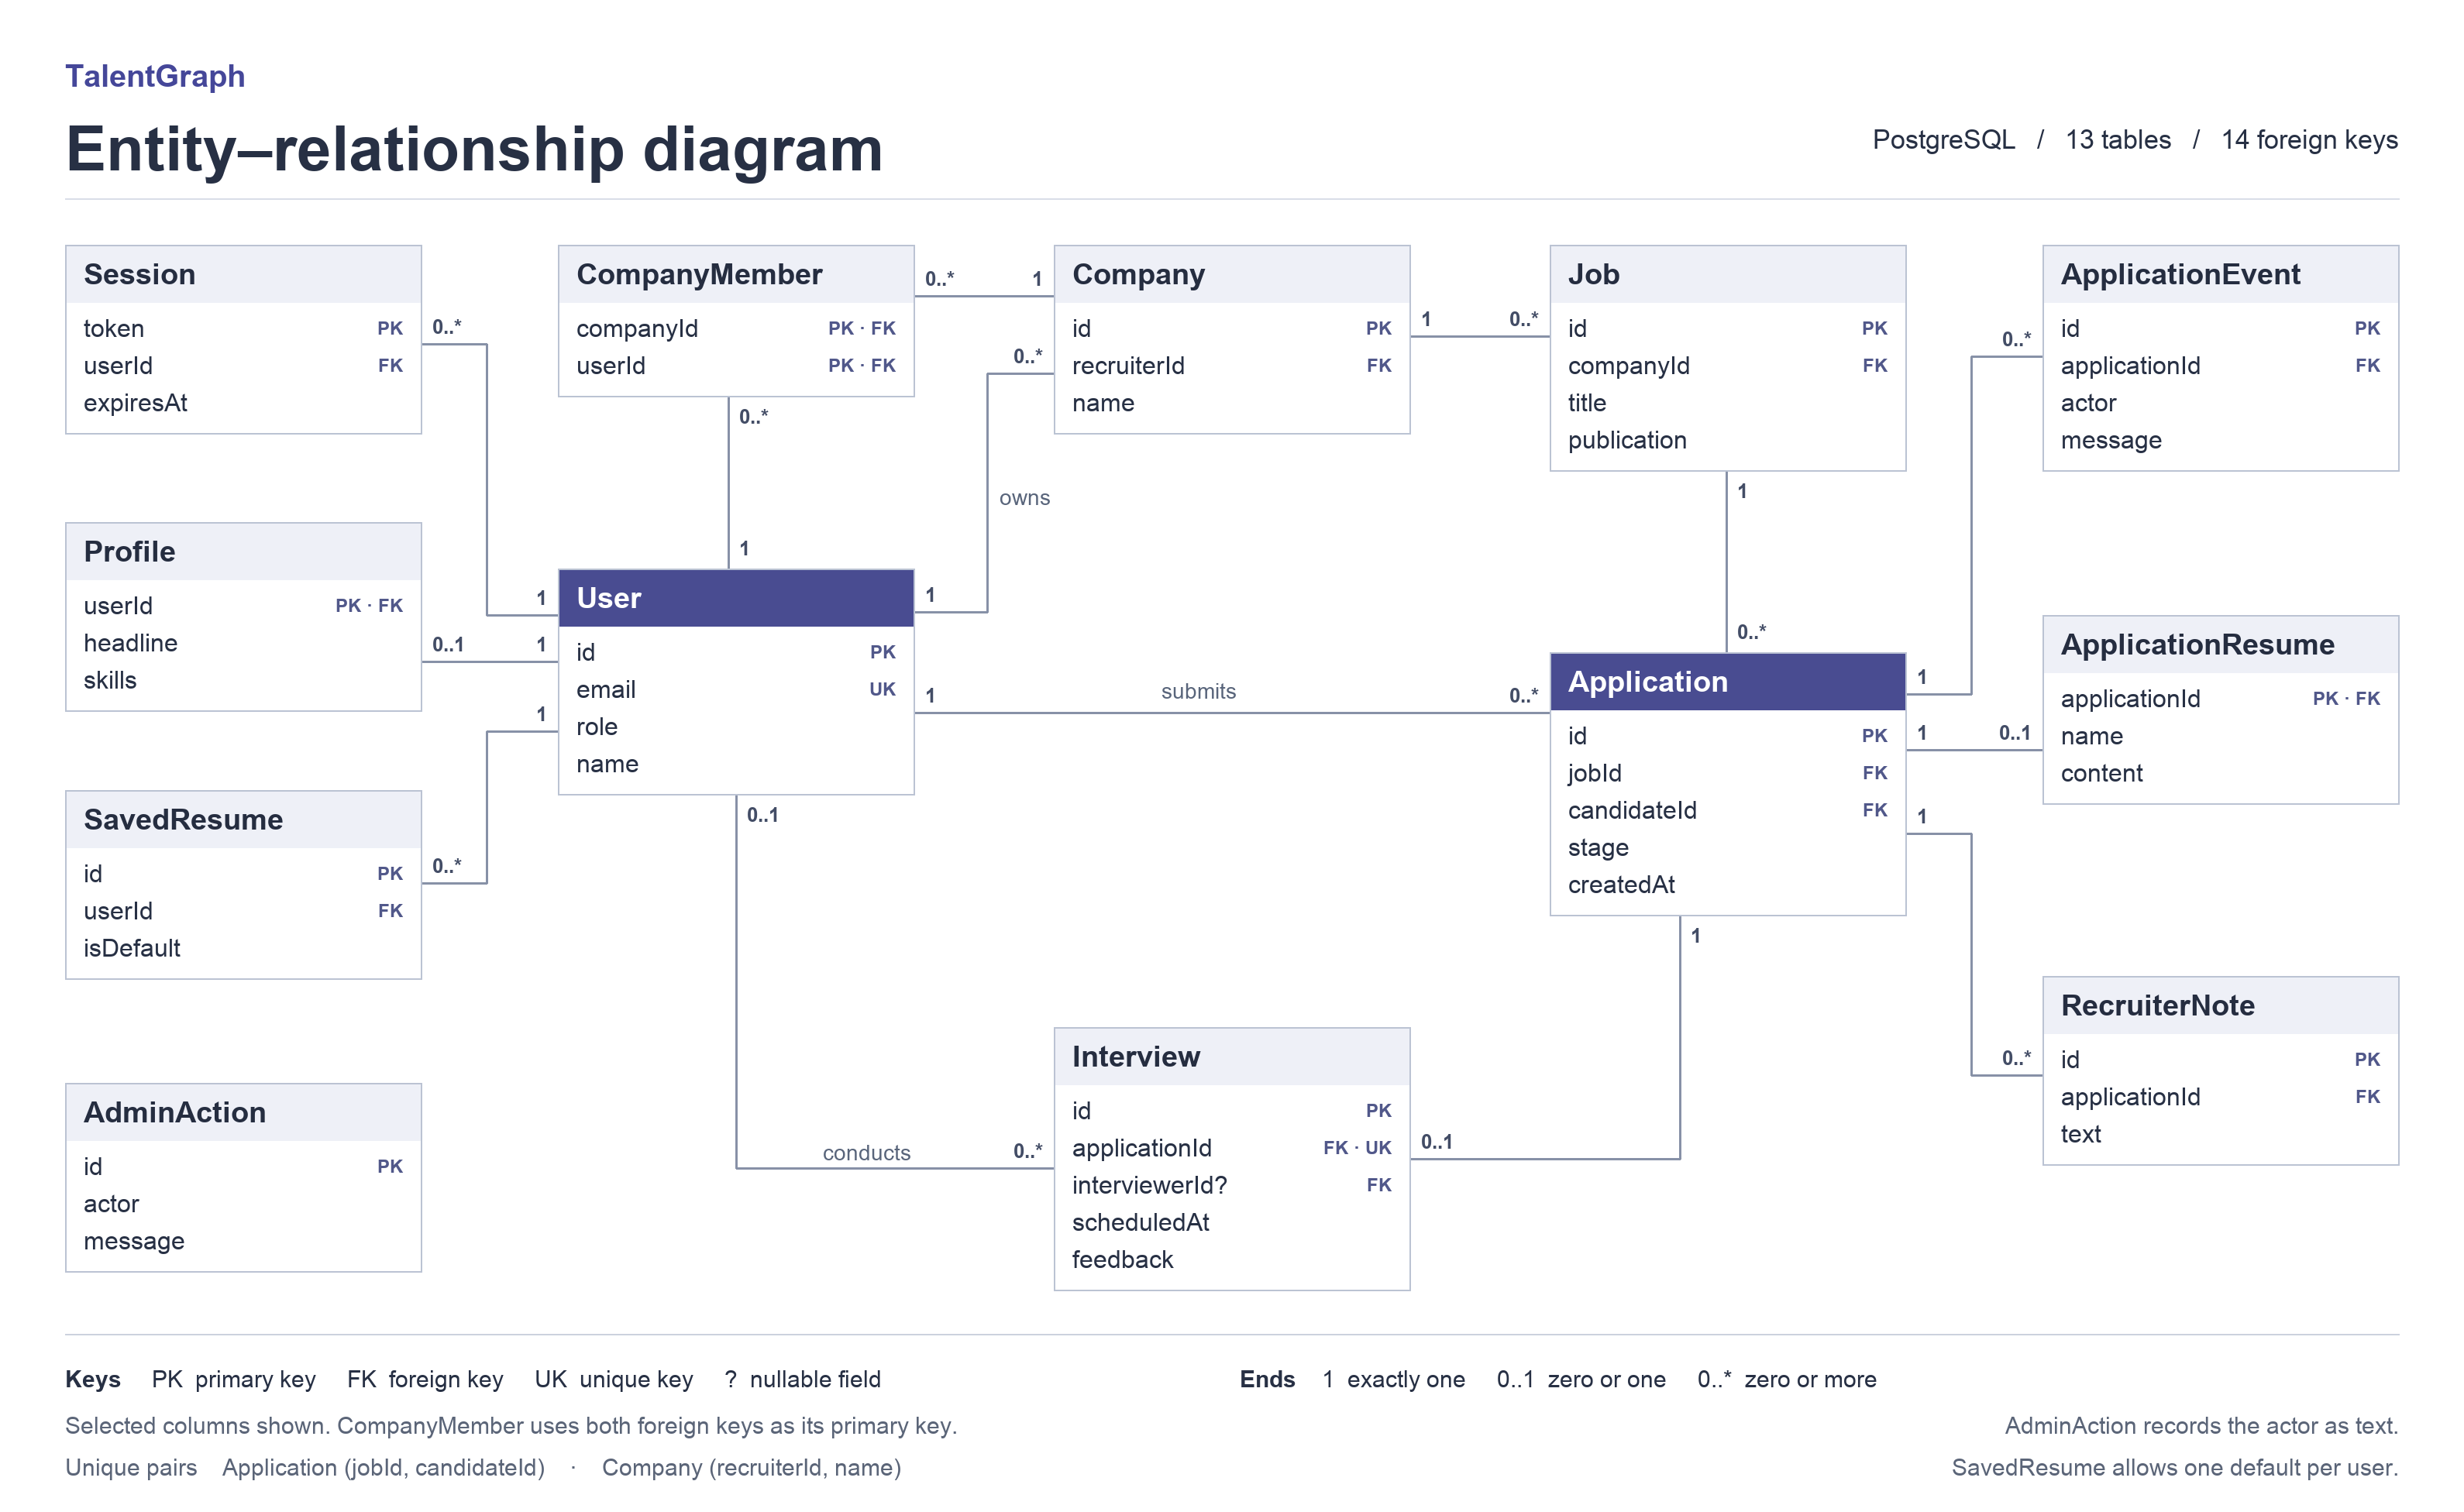 TalentGraph
Entity–relationship diagram
PostgreSQL / 13 tables / 14 foreign keys
Session
token PK
userId FK
expiresAt
0..*
1
CompanyMember
companyId PK · FK
userId PK · FK
0..* 1
0..*
1
Company
id PK
recruiterId FK
name
0..*
owns
1
1 0..*
Job
id PK
companyId FK
title
publication
1
0..*
ApplicationEvent
id PK
applicationId FK
actor
message
0..*
1
Profile
userId PK · FK
headline
skills
0..1 1
User
id PK
email UK
role
name
1 submits 0..*
Application
id PK
jobId FK
candidateId FK
stage
createdAt
1 0..1
ApplicationResume
applicationId PK · FK
name
content
SavedResume
id PK
userId FK
isDefault
1
0..*
0..1
conducts 0..*
Interview
id PK
applicationId FK · UK
interviewerId? FK
scheduledAt
feedback
0..1
1
1
0..*
RecruiterNote
id PK
applicationId FK
text
AdminAction
id PK
actor
message
Keys PK primary key FK foreign key UK unique key ? nullable field
Ends 1 exactly one 0..1 zero or one 0..* zero or more
Selected columns shown. CompanyMember uses both foreign keys as its primary key.
AdminAction records the actor as text.
Unique pairs Application (jobId, candidateId) · Company (recruiterId, name)
SavedResume allows one default per user.